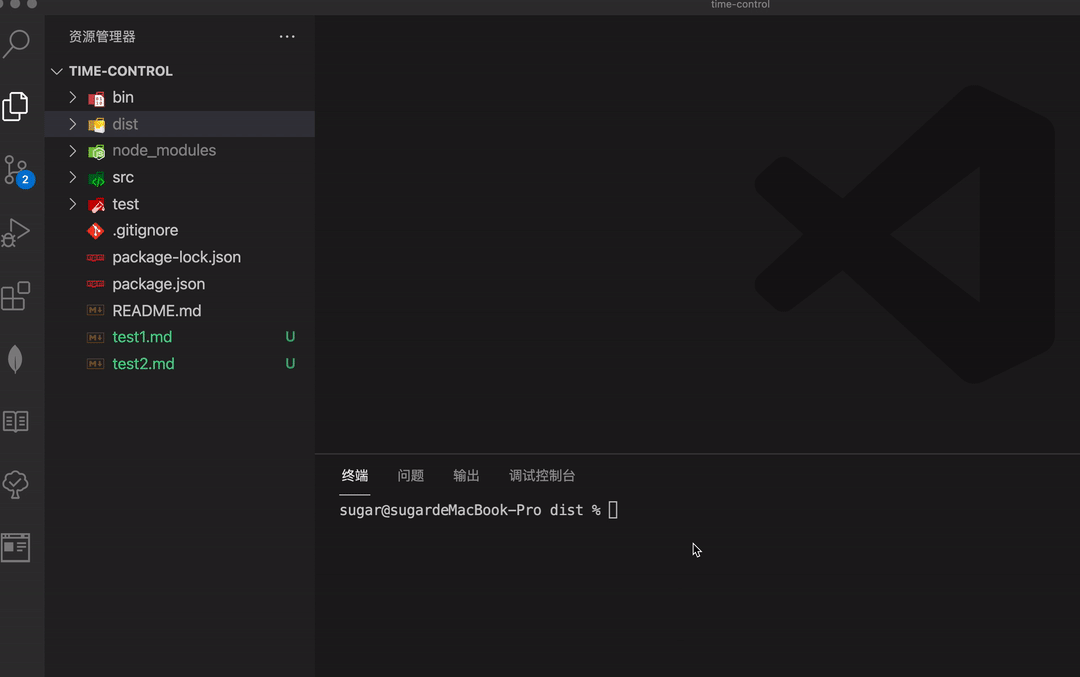 time-control
资源管理器 ···
TIME-CONTROL
bin
dist
node_modules
src
test
.gitignore
package-lock.json
package.json
README.md
test1.md U
test2.md U
2
终端 问题 输出 调试控制台
sugar@sugardeMacBook-Pro dist %